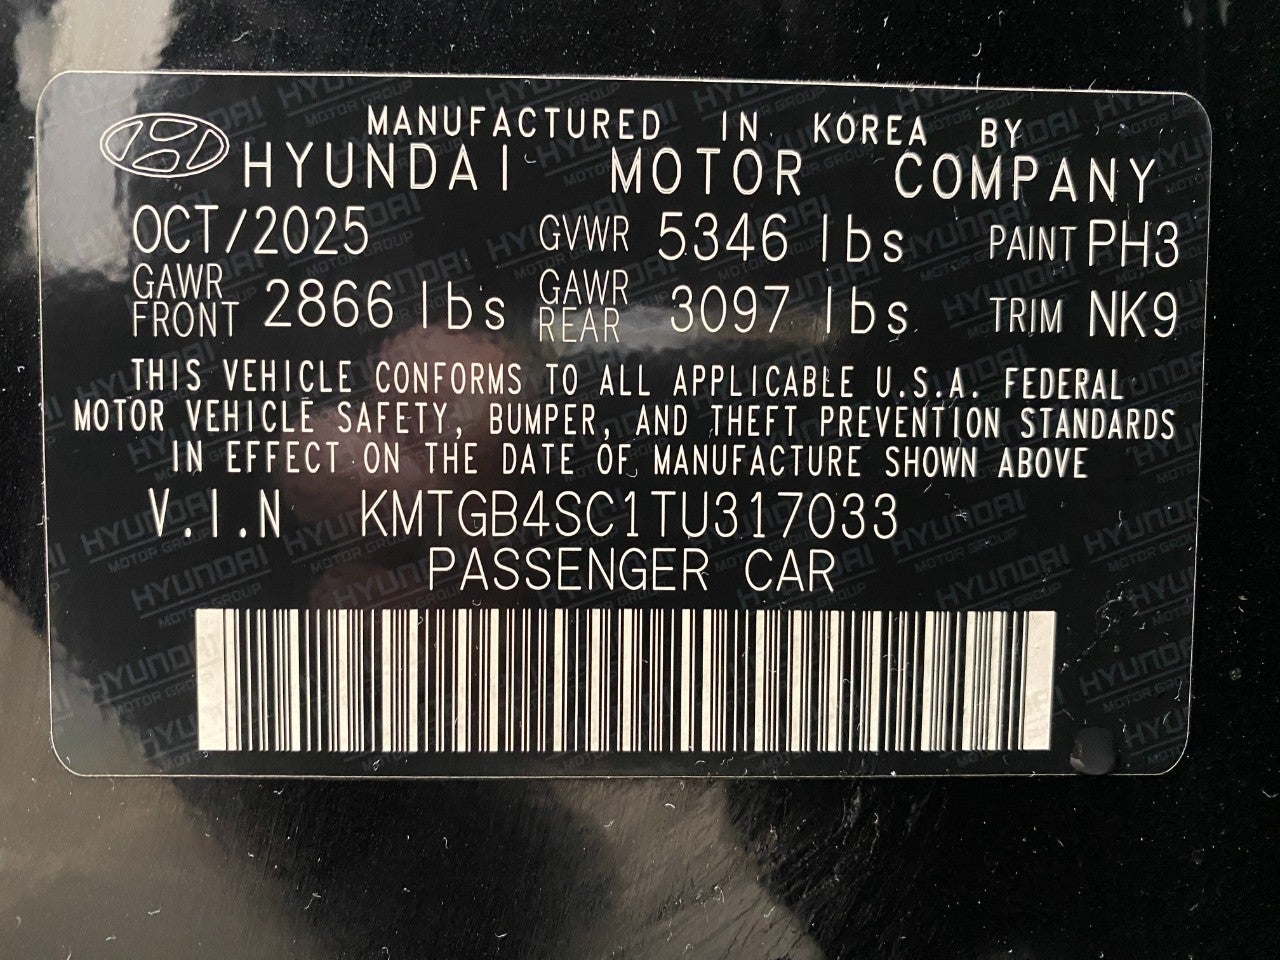 MANUFACTURED IN KOREA BY
HYUNDAI MOTOR COMPANY
OCT/2025 GVWR 5346 lbs PAINT PH3
GAWR FRONT 2866 lbs GAWR REAR 3097 lbs TRIM NK9
THIS VEHICLE CONFORMS TO ALL APPLICABLE U.S.A. FEDERAL
MOTOR VEHICLE SAFETY, BUMPER, AND THEFT PREVENTION STANDARDS
IN EFFECT ON THE DATE OF MANUFACTURE SHOWN ABOVE
V.I.N KMTGB4SC1TU317033
PASSENGER CAR